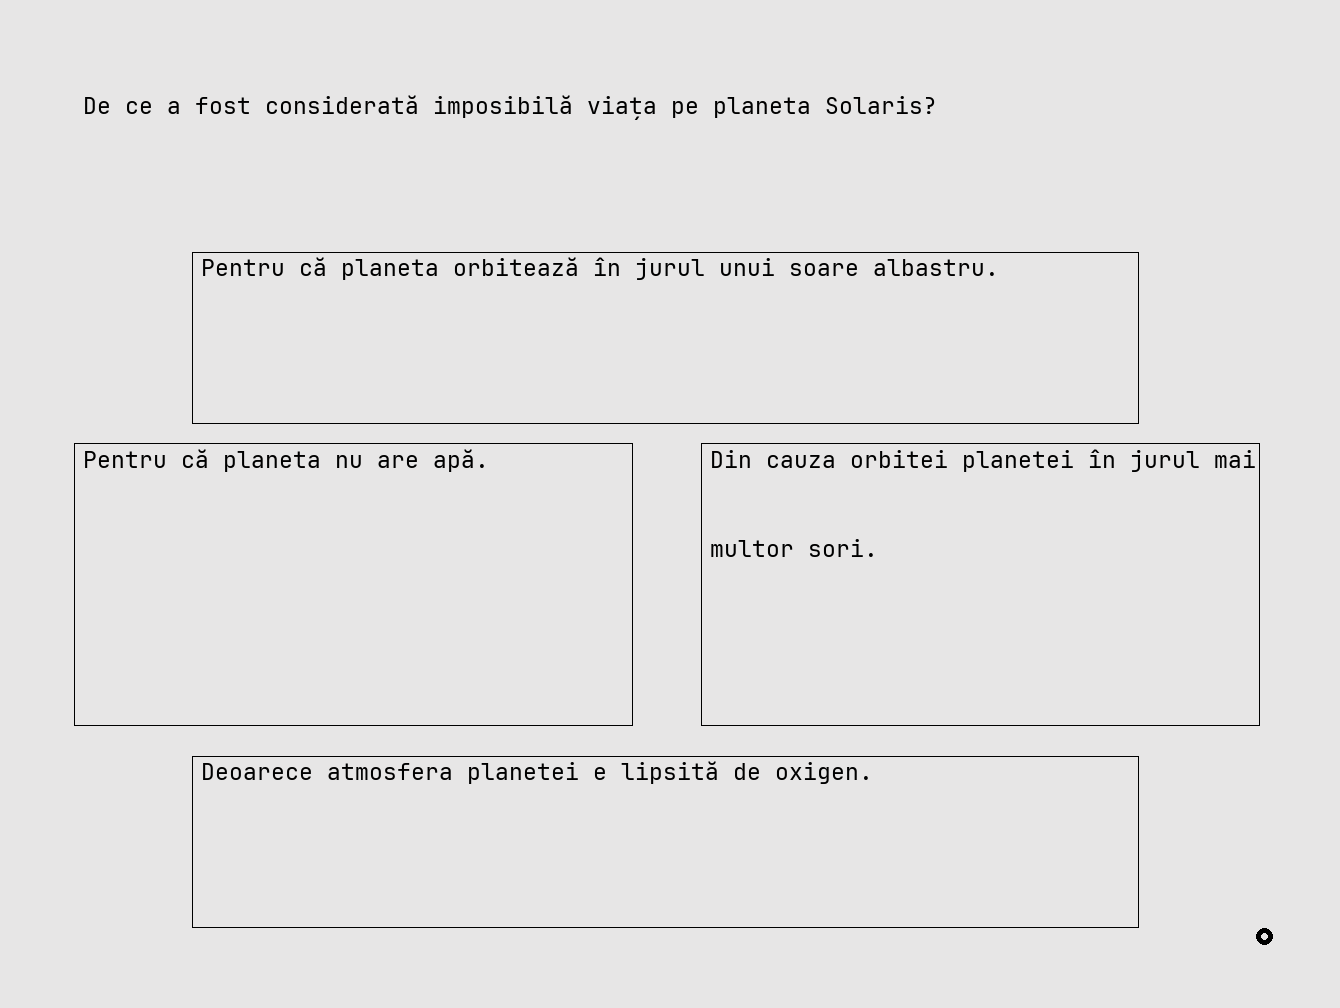 De ce a fost considerată imposibilă viața pe planeta Solaris?
Pentru că planeta orbitează în jurul unui soare albastru.
Pentru că planeta nu are apă.
Din cauza orbitei planetei în jurul mai
multor sori.
Deoarece atmosfera planetei e lipsită de oxigen.